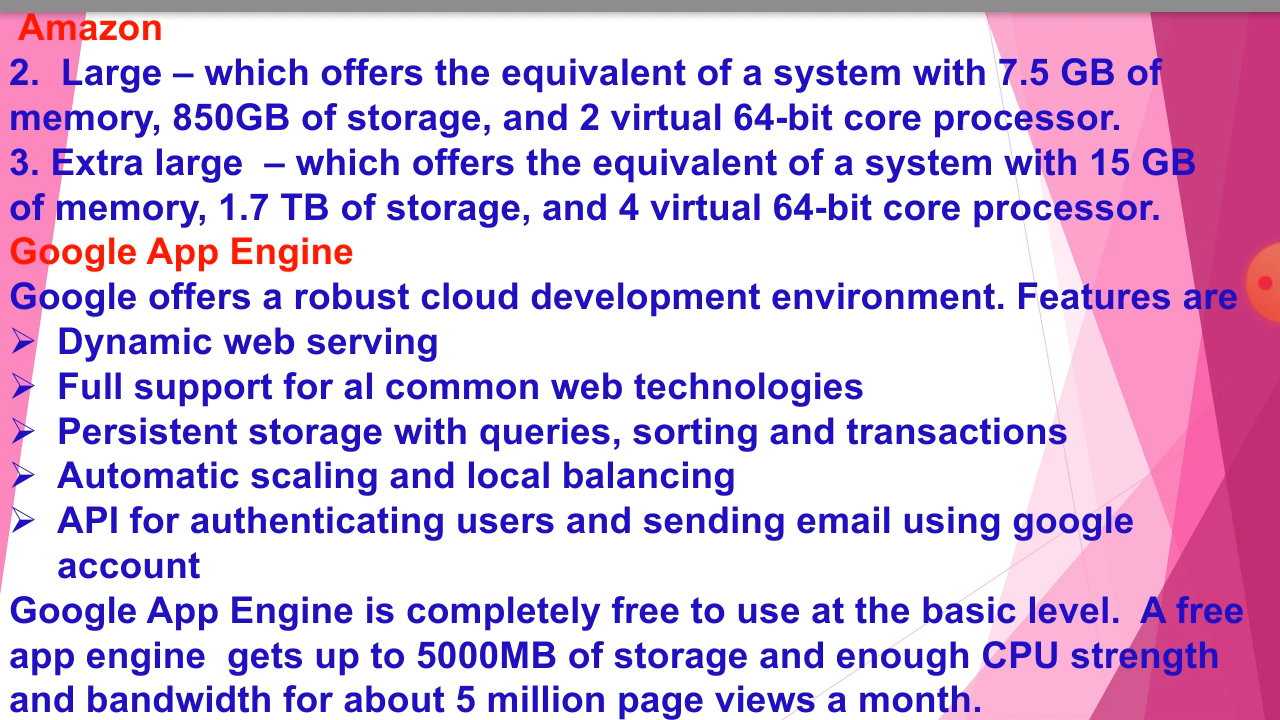 Amazon
2.  Large – which offers the equivalent of a system with 7.5 GB of
memory, 850GB of storage, and 2 virtual 64-bit core processor.
3. Extra large  – which offers the equivalent of a system with 15 GB
of memory, 1.7 TB of storage, and 4 virtual 64-bit core processor.
Google App Engine
Google offers a robust cloud development environment. Features are
➢ Dynamic web serving
➢ Full support for al common web technologies
➢ Persistent storage with queries, sorting and transactions
➢ Automatic scaling and local balancing
➢ API for authenticating users and sending email using google
account
Google App Engine is completely free to use at the basic level.  A free
app engine  gets up to 5000MB of storage and enough CPU strength
and bandwidth for about 5 million page views a month.